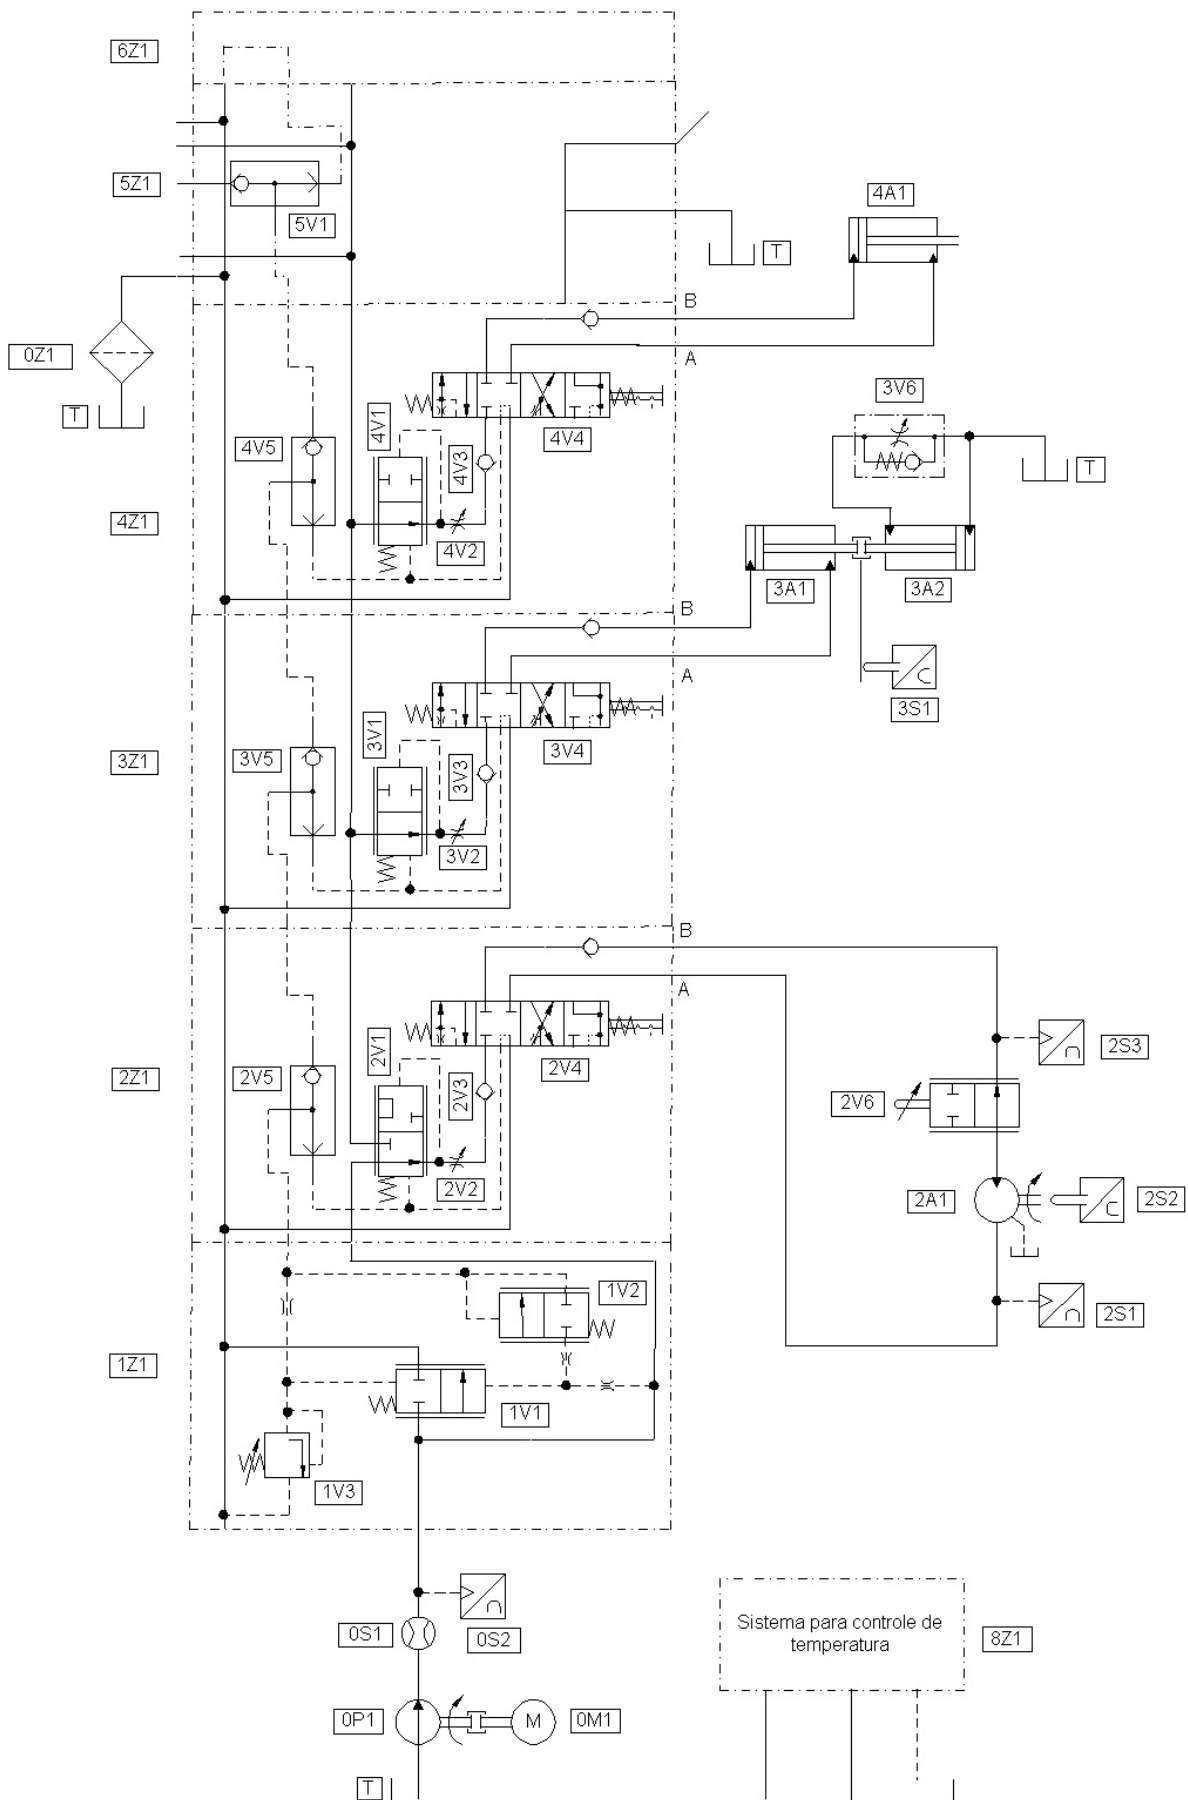 6Z1
5Z1
5V1
4A1
T
B
0Z1
A
3V6
T
4V1
4V5
4V3
4V4
T
4Z1
4V2
3A1
3A2
B
A
3S1
3V1
3V5
3V3
3V4
3Z1
3V2
B
A
2V1
2S3
2Z1
2V5
2V3
2V4
2V6
2V2
2A1
2S2
1V2
2S1
1Z1
1V1
1V3
Sistema para controle de
temperatura
8Z1
0S1
0S2
0P1
M
0M1
T